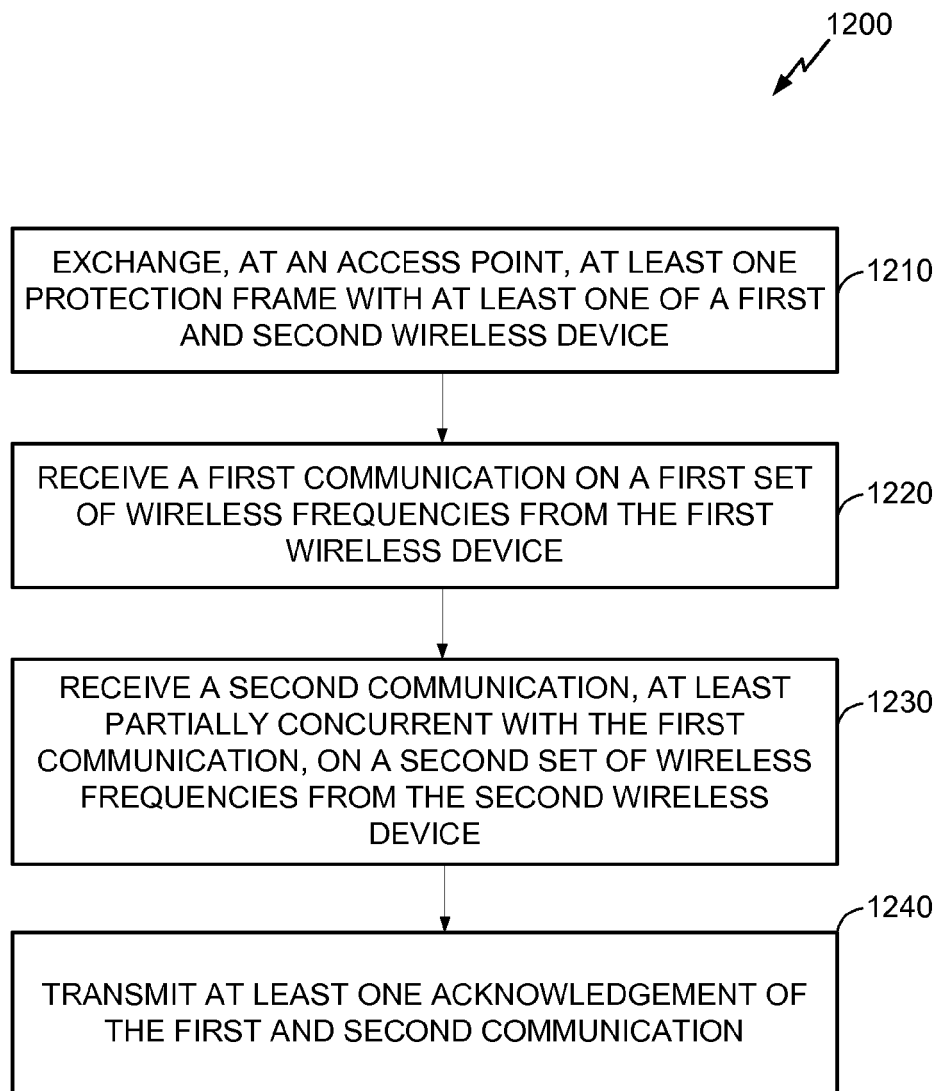 1200
EXCHANGE, AT AN ACCESS POINT, AT LEAST ONE
PROTECTION FRAME WITH AT LEAST ONE OF A FIRST
AND SECOND WIRELESS DEVICE
1210
RECEIVE A FIRST COMMUNICATION ON A FIRST SET
OF WIRELESS FREQUENCIES FROM THE FIRST
WIRELESS DEVICE
1220
RECEIVE A SECOND COMMUNICATION, AT LEAST
PARTIALLY CONCURRENT WITH THE FIRST
COMMUNICATION, ON A SECOND SET OF WIRELESS
FREQUENCIES FROM THE SECOND WIRELESS
DEVICE
1230
TRANSMIT AT LEAST ONE ACKNOWLEDGEMENT OF
THE FIRST AND SECOND COMMUNICATION
1240